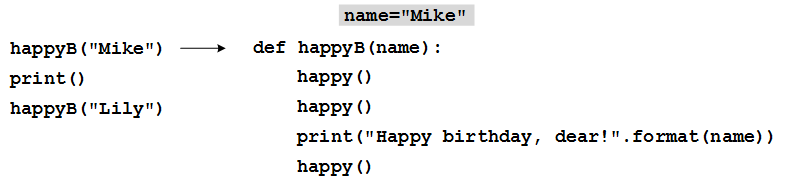 name="Mike"
happyB("Mike")
print()
happyB("Lily")
def happyB(name):
happy()
happy()
print("Happy birthday, dear!".format(name))
happy()